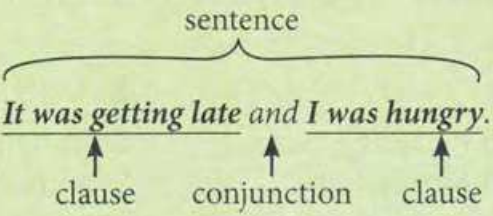 sentence
It was getting late and I was hungry.
clause conjunction clause